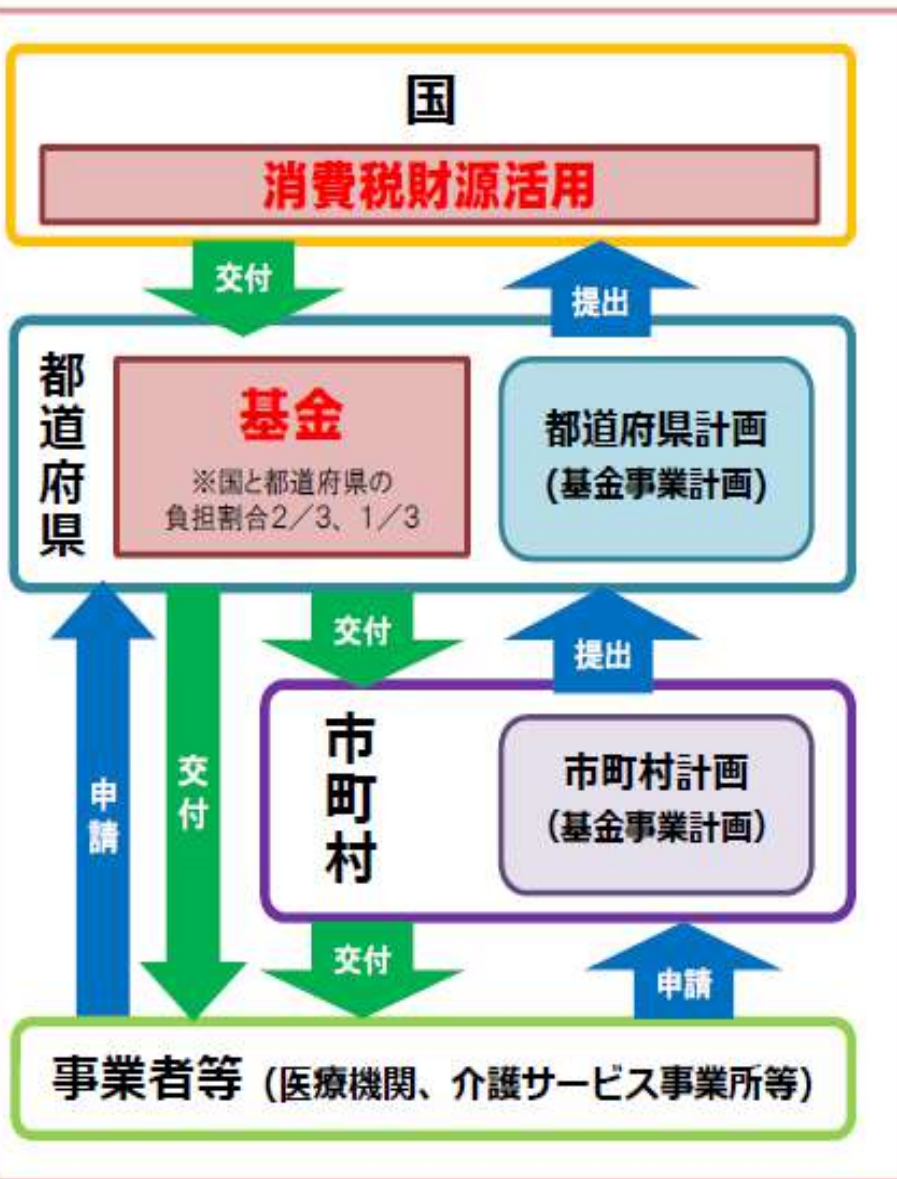 国
消費税財源活用
交付
提出
都道府県
基金
※国と都道府県の
負担割合2／3、1／3
都道府県計画
(基金事業計画)
交付
提出
申請
交付
市町村
市町村計画
（基金事業計画）
交付
申請
事業者等 (医療機関、介護サービス事業所等)